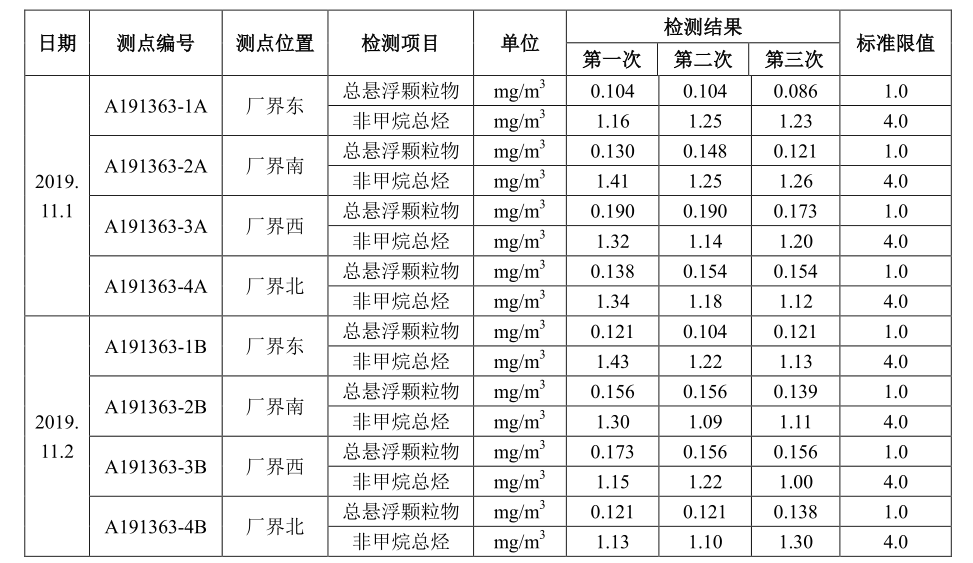 日期 测点编号 测点位置 检测项目 单位 检测结果 标准限值
第一次 第二次 第三次
2019.11.1 A191363-1A 厂界东 总悬浮颗粒物 mg/m³ 0.104 0.104 0.086 1.0
非甲烷总烃 mg/m³ 1.16 1.25 1.23 4.0
A191363-2A 厂界南 总悬浮颗粒物 mg/m³ 0.130 0.148 0.121 1.0
非甲烷总烃 mg/m³ 1.41 1.25 1.26 4.0
A191363-3A 厂界西 总悬浮颗粒物 mg/m³ 0.190 0.190 0.173 1.0
非甲烷总烃 mg/m³ 1.32 1.14 1.20 4.0
A191363-4A 厂界北 总悬浮颗粒物 mg/m³ 0.138 0.154 0.154 1.0
非甲烷总烃 mg/m³ 1.34 1.18 1.12 4.0
2019.11.2 A191363-1B 厂界东 总悬浮颗粒物 mg/m³ 0.121 0.104 0.121 1.0
非甲烷总烃 mg/m³ 1.43 1.22 1.13 4.0
A191363-2B 厂界南 总悬浮颗粒物 mg/m³ 0.156 0.156 0.139 1.0
非甲烷总烃 mg/m³ 1.30 1.09 1.11 4.0
A191363-3B 厂界西 总悬浮颗粒物 mg/m³ 0.173 0.156 0.156 1.0
非甲烷总烃 mg/m³ 1.15 1.22 1.00 4.0
A191363-4B 厂界北 总悬浮颗粒物 mg/m³ 0.121 0.121 0.138 1.0
非甲烷总烃 mg/m³ 1.13 1.10 1.30 4.0